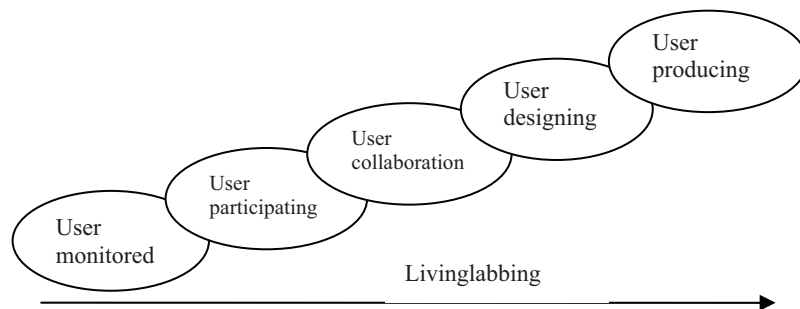 User
monitored
User
participating
User
collaboration
User
designing
User
producing
Livinglabbing